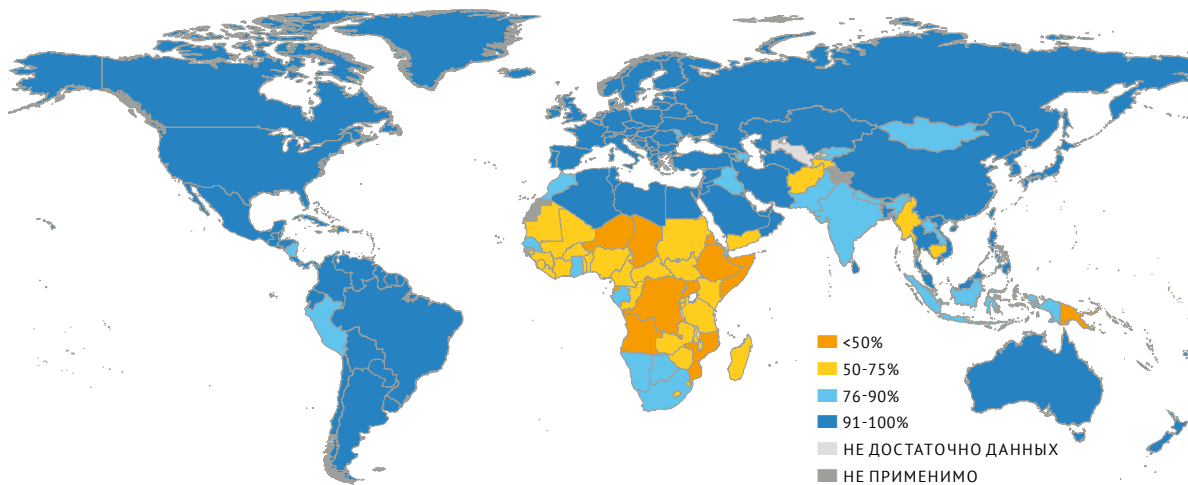 <50%
50-75%
76-90%
91-100%
НЕ ДОСТАТОЧНО ДАННЫХ
НЕ ПРИМЕНИМО